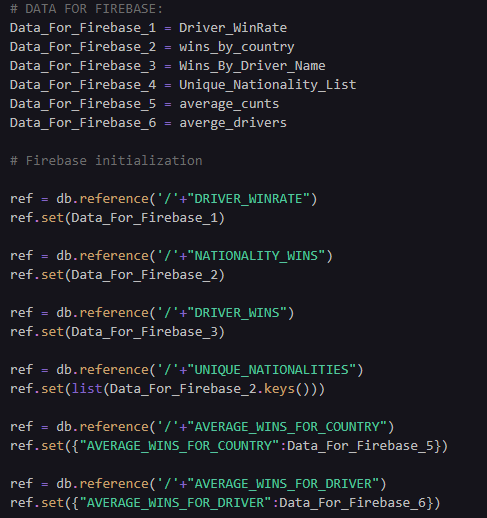 # DATA FOR FIREBASE:
Data_For_Firebase_1 = Driver_WinRate
Data_For_Firebase_2 = wins_by_country
Data_For_Firebase_3 = Wins_By_Driver_Name
Data_For_Firebase_4 = Unique_Nationality_List
Data_For_Firebase_5 = average_cunts
Data_For_Firebase_6 = averge_drivers
# Firebase initialization
ref = db.reference('/'+"DRIVER_WINRATE")
ref.set(Data_For_Firebase_1)
ref = db.reference('/'+"NATIONALITY_WINS")
ref.set(Data_For_Firebase_2)
ref = db.reference('/'+"DRIVER_WINS")
ref.set(Data_For_Firebase_3)
ref = db.reference('/'+"UNIQUE_NATIONALITIES")
ref.set(list(Data_For_Firebase_2.keys()))
ref = db.reference('/'+"AVERAGE_WINS_FOR_COUNTRY")
ref.set({"AVERAGE_WINS_FOR_COUNTRY":Data_For_Firebase_5})
ref = db.reference('/'+"AVERAGE_WINS_FOR_DRIVER")
ref.set({"AVERAGE_WINS_FOR_DRIVER":Data_For_Firebase_6})